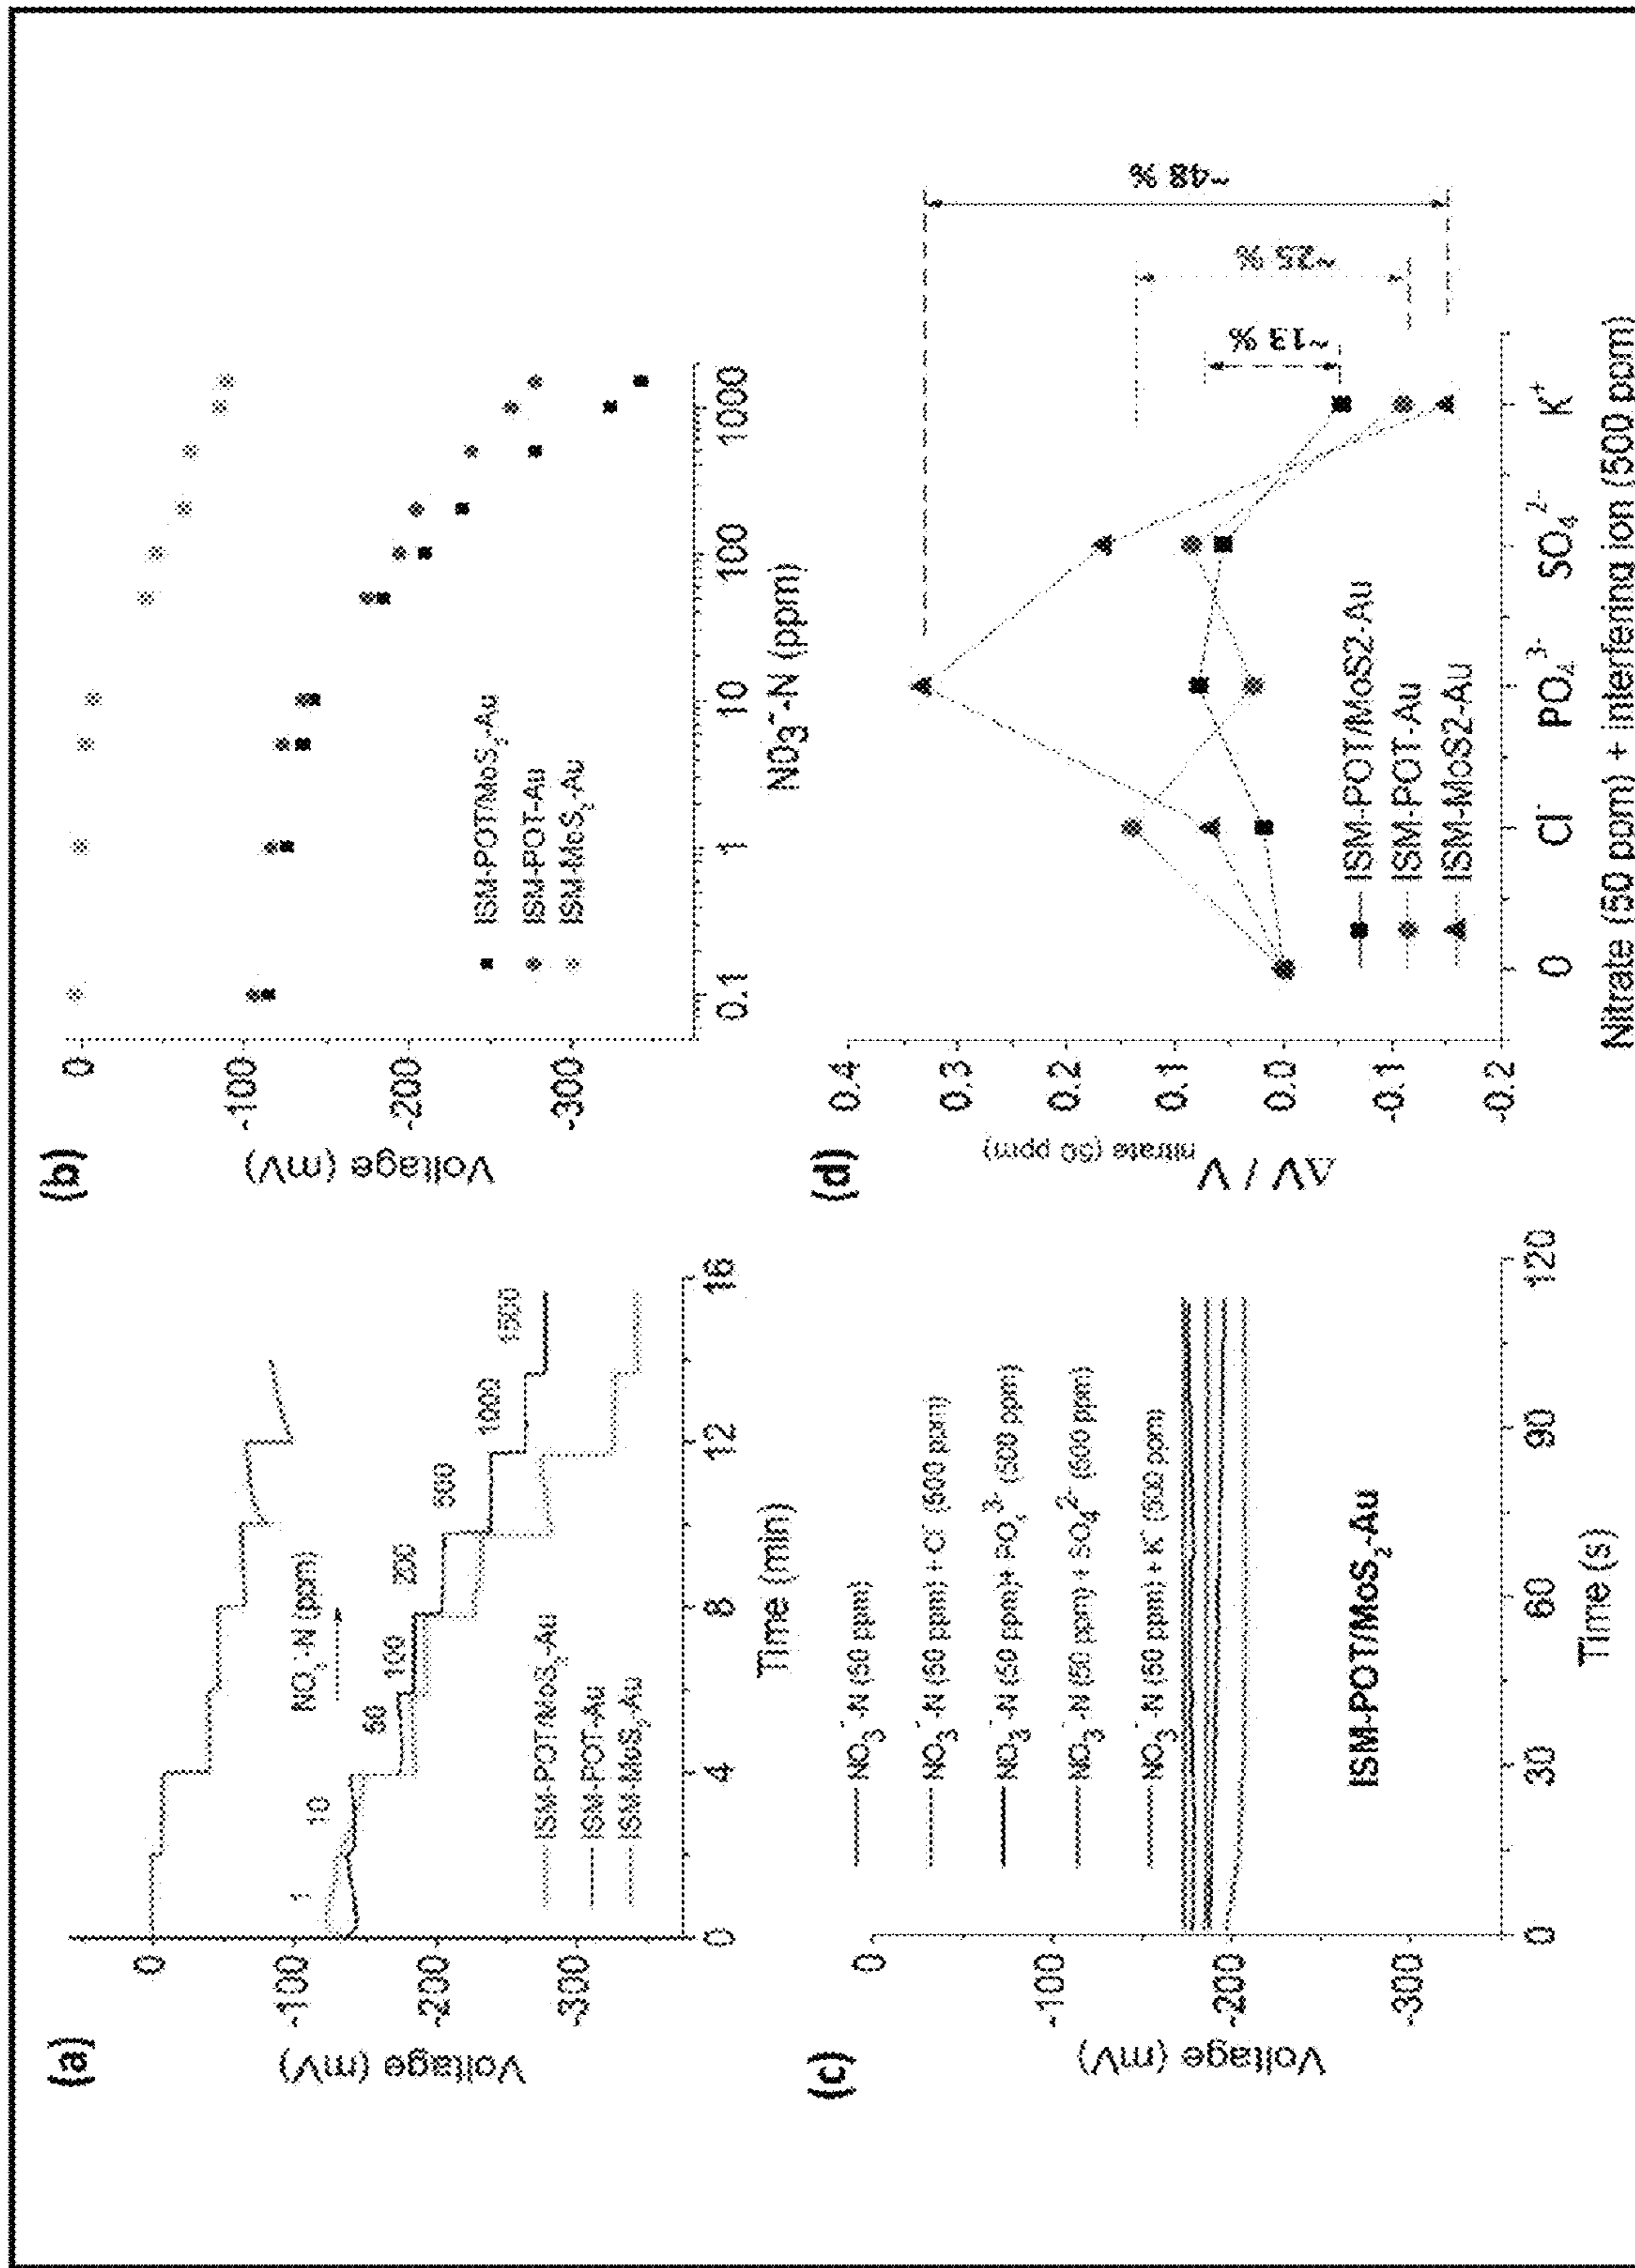 (a)
Voltage (mV)
0
-100
-200
-300
NO3⁻-N (ppm)
1
10
50
100
200
500
1000
1500
ISM-POT/MoS2-Au
ISM-POT-Au
ISM-MoS2-Au
0 4 8 12 16
Time (min)
(b)
Voltage (mV)
0
-100
-200
-300
ISM-POT/MoS2-Au
ISM-POT-Au
ISM-MoS2-Au
0.1 1 10 100 1000
NO3⁻-N (ppm)
(c)
Voltage (mV)
0
-100
-200
-300
NO3⁻-N (50 ppm)
NO3⁻-N (50 ppm) + Cl⁻ (500 ppm)
NO3⁻-N (50 ppm)+ PO4³⁻ (500 ppm)
NO3⁻-N (50 ppm) + SO4²⁻ (500 ppm)
NO3⁻-N (50 ppm) + K⁺ (500 ppm)
ISM-POT/MoS2-Au
0 30 60 90 120
Time (s)
(d)
ΔV / V nitrate (50 ppm)
0.4
0.3
0.2
0.1
0.0
-0.1
-0.2
~13 %
~25 %
~48 %
ISM-POT/MoS2-Au
ISM-POT-Au
ISM-MoS2-Au
0 Cl⁻ PO4³⁻ SO4²⁻ K⁺
Nitrate (50 ppm) + interfering ion (500 ppm)